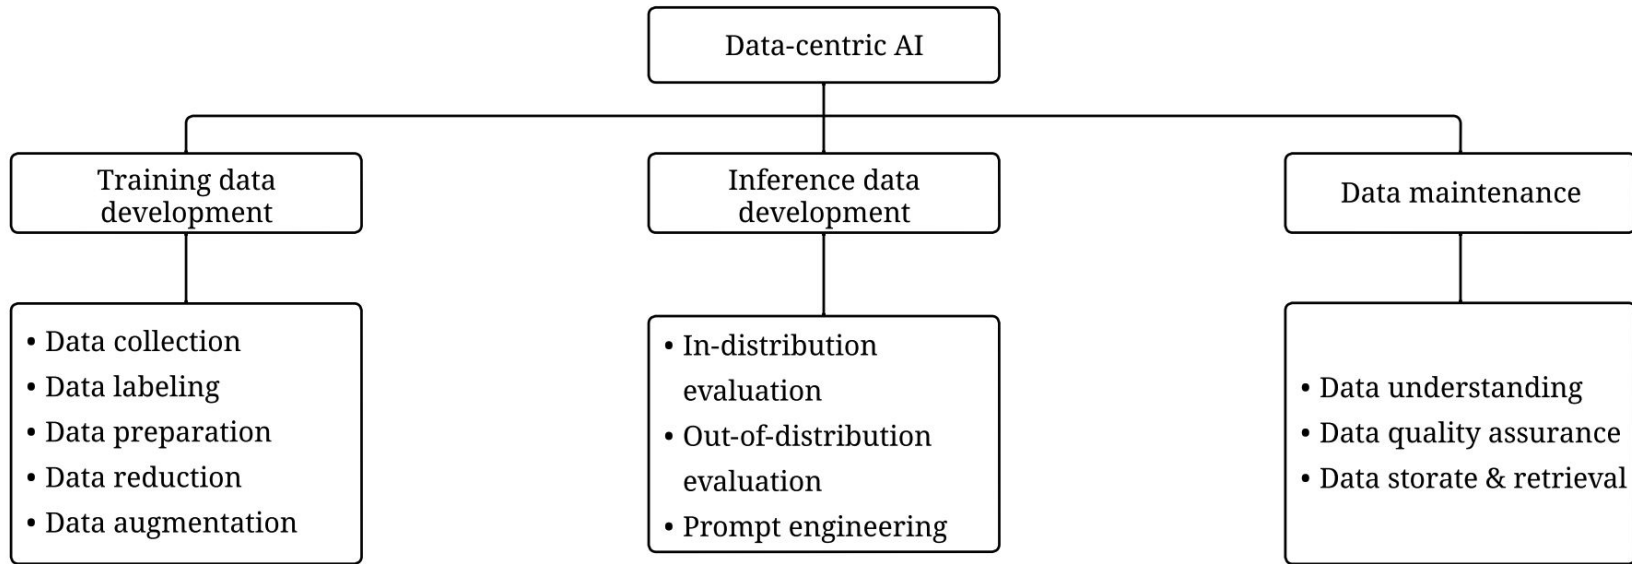 Data-centric AI
Training data
development
Inference data
development
Data maintenance
• Data collection
• Data labeling
• Data preparation
• Data reduction
• Data augmentation
• In-distribution
evaluation
• Out-of-distribution
evaluation
• Prompt engineering
• Data understanding
• Data quality assurance
• Data storate & retrieval